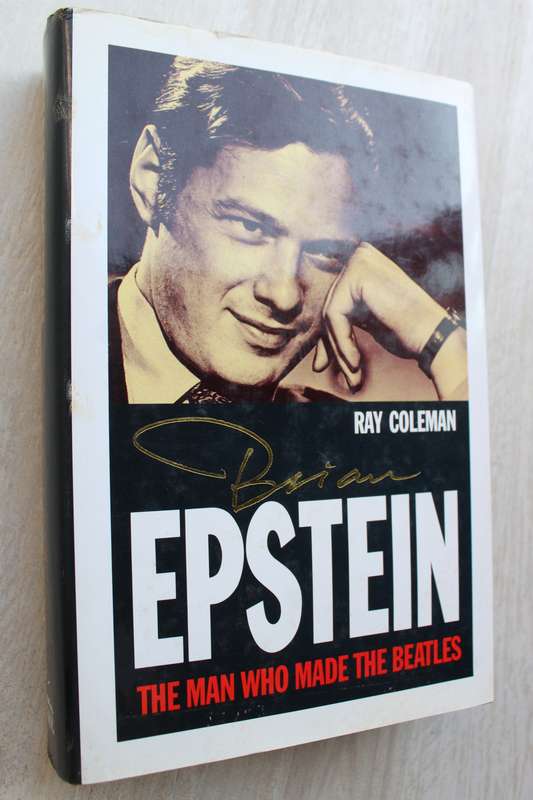 RAY COLEMAN
Brian
EPSTEIN
THE MAN WHO MADE THE BEATLES